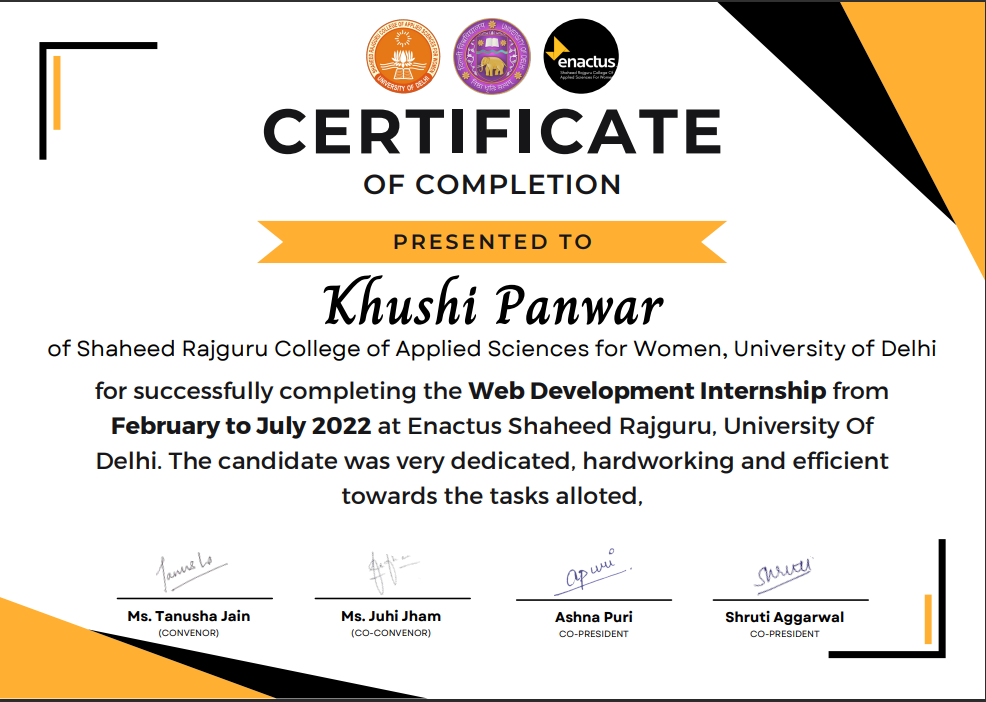 SHAHEED RAJGURU COLLEGE OF APPLIED SCIENCES FOR WOMEN
UNIVERSITY OF DELHI
UNIVERSITY OF DELHI
enactus
Shaheed Rajguru College Of
Applied Sciences For Women
CERTIFICATE
OF COMPLETION
PRESENTED TO
Khushi Panwar
of Shaheed Rajguru College of Applied Sciences for Women, University of Delhi
for successfully completing the Web Development Internship from
February to July 2022 at Enactus Shaheed Rajguru, University Of
Delhi. The candidate was very dedicated, hardworking and efficient
towards the tasks alloted,
Ms. Tanusha Jain
(CONVENOR)
Ms. Juhi Jham
(CO-CONVENOR)
apuri
Ashna Puri
CO-PRESIDENT
Shruti
Shruti Aggarwal
CO-PRESIDENT